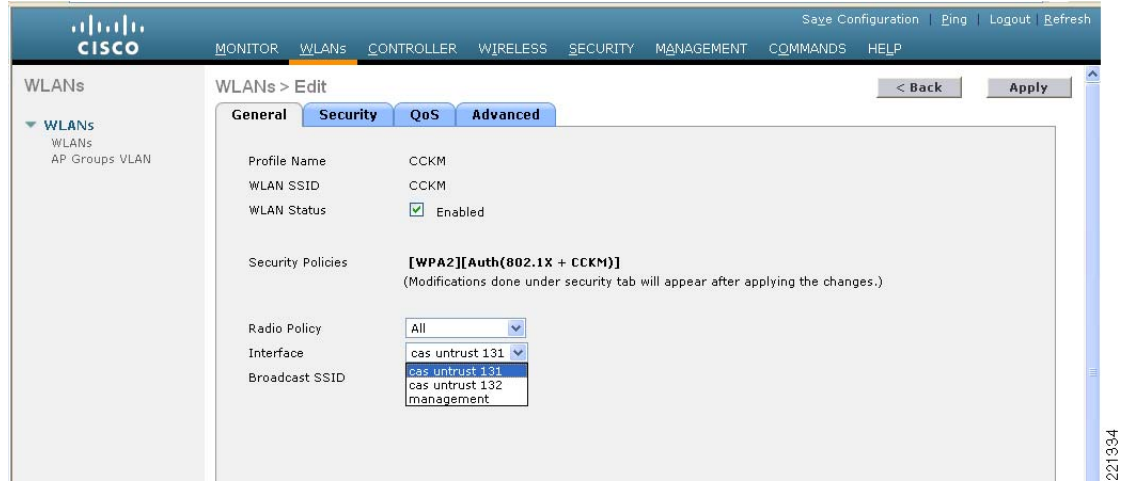 Save Configuration | Ping | Logout | Refresh
CISCO
MONITOR WLANs CONTROLLER WIRELESS SECURITY MANAGEMENT COMMANDS HELP
WLANs
WLANs
WLANs
AP Groups VLAN
WLANs > Edit
< Back Apply
General Security QoS Advanced
Profile Name CCKM
WLAN SSID CCKM
WLAN Status Enabled
Security Policies [WPA2][Auth(802.1X + CCKM)]
(Modifications done under security tab will appear after applying the changes.)
Radio Policy All
Interface cas untrust 131
Broadcast SSID
cas untrust 131
cas untrust 132
management
221334